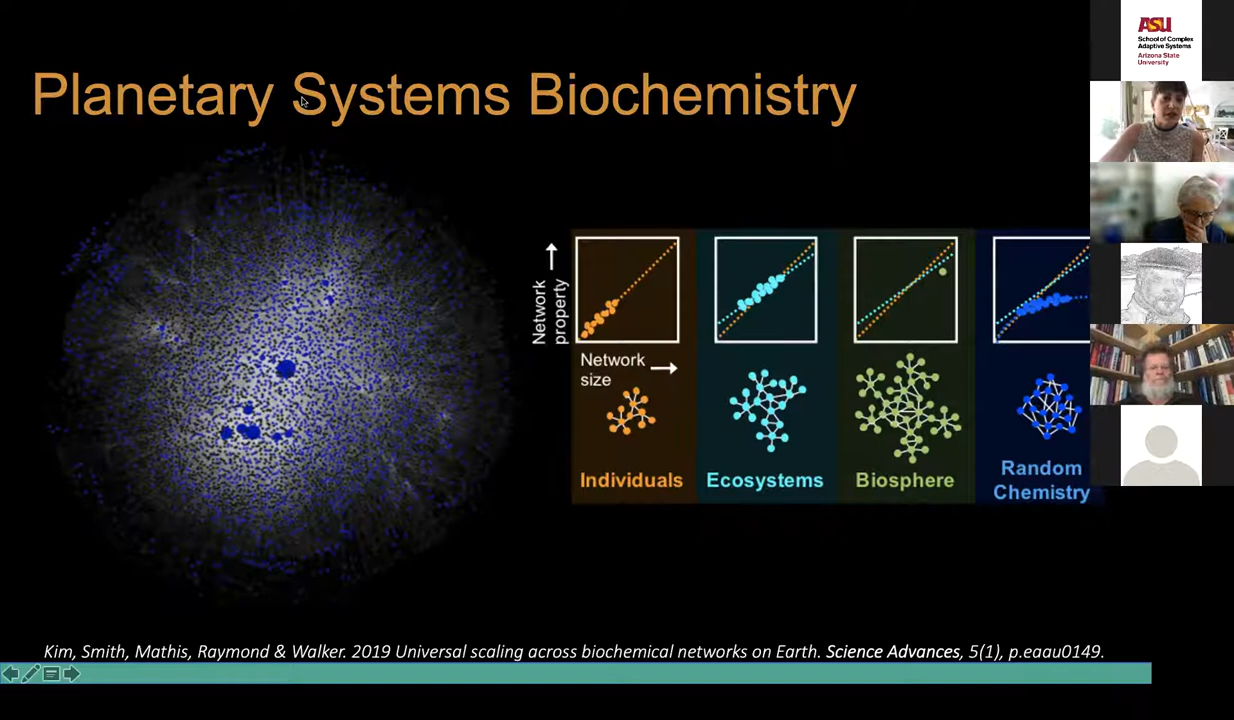 Planetary Systems Biochemistry
ASU
School of Complex
Adaptive Systems
Arizona State
University
Network
property
Network
size
Individuals
Ecosystems
Biosphere
Random
Chemistry
Kim, Smith, Mathis, Raymond & Walker. 2019 Universal scaling across biochemical networks on Earth. Science Advances, 5(1), p.eaau0149.